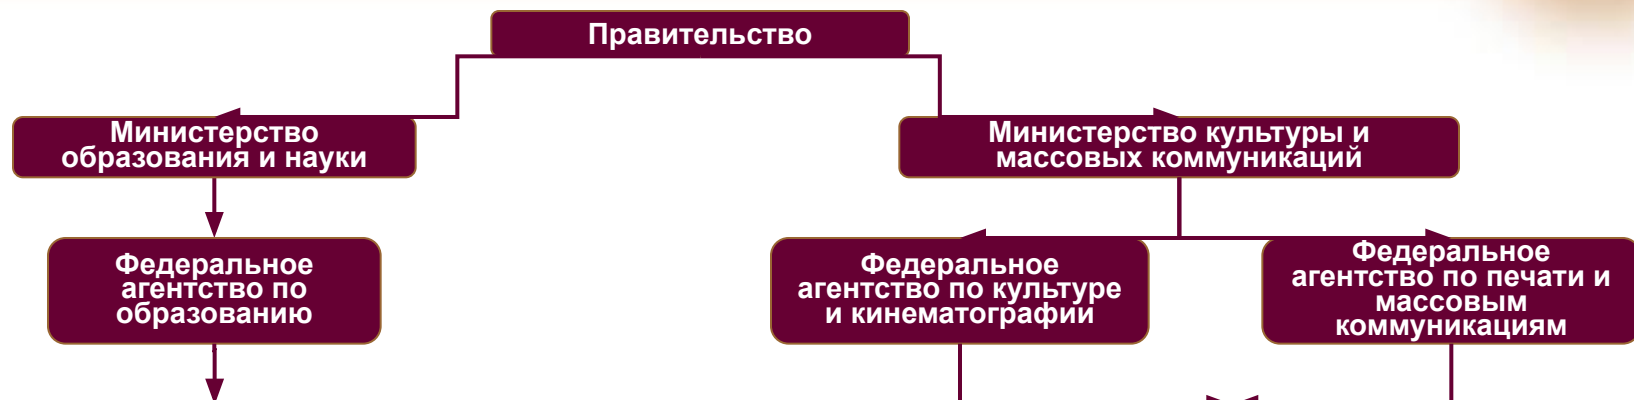 Правительство
Министерство
образования и науки
Министерство культуры и
массовых коммуникаций
Федеральное
агентство по
образованию
Федеральное
агентство по культуре
и кинематографии
Федеральное
агентство по печати и
массовым
коммуникациям